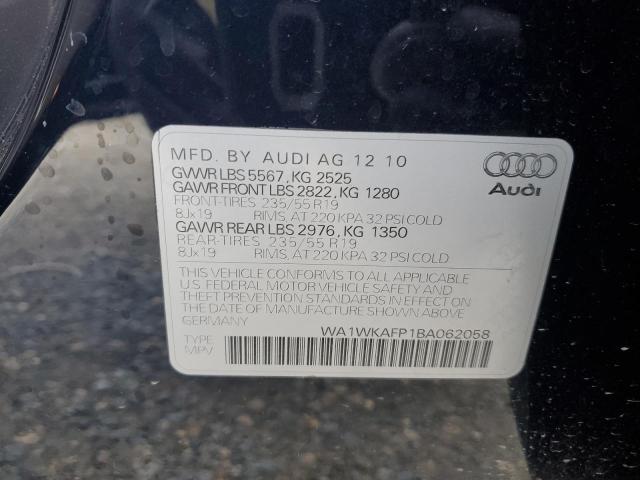 MFD. BY AUDI AG 12 10
GVWR LBS 5567, KG 2525
GAWR FRONT LBS 2822, KG 1280
FRONT-TIRES 235/55 R19
8Jx19 RIMS, AT 220 KPA 32 PSI COLD
GAWR REAR LBS 2976, KG 1350
REAR-TIRES 235/55 R19
8Jx19 RIMS, AT 220 KPA 32 PSI COLD
THIS VEHICLE CONFORMS TO ALL APPLICABLE
U.S. FEDERAL MOTOR VEHICLE SAFETY AND
THEFT PREVENTION STANDARDS IN EFFECT ON
THE DATE OF MANUFACTURE SHOWN ABOVE
GERMANY
WA1WKAFP1BA062058
TYPE
MPV
Audi